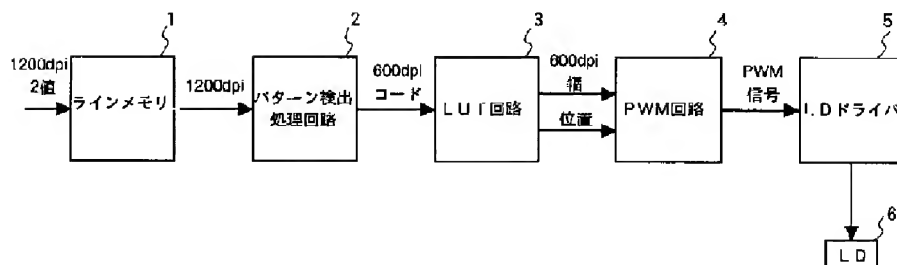 1
2
3
4
5
1200dpi
2値
ラインメモリ
1200dpi
パターン検出
処理回路
600dpi
コード
LUT回路
600dpi
幅
位置
PWM回路
PWM
信号
LDドライバ
6
LD